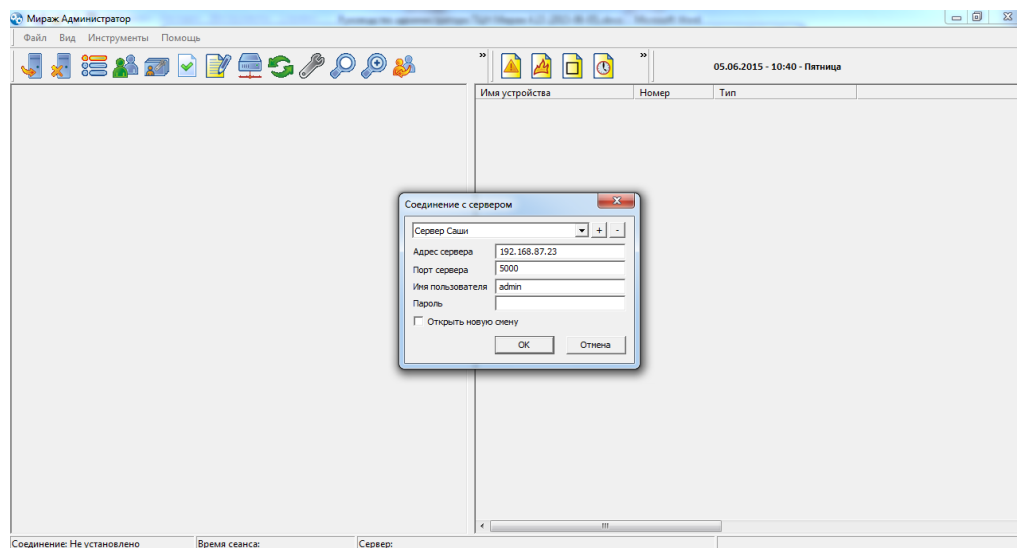 Мираж Администратор
Файл Вид Инструменты Помощь
05.06.2015 - 10:40 - Пятница
Имя устройства Номер Тип
Соединение с сервером
Сервер Саши
+ -
Адрес сервера 192.168.87.23
Порт сервера 5000
Имя пользователя admin
Пароль
Открыть новую смену
OK Отмена
Соединение: Не установлено Время сеанса: Сервер: